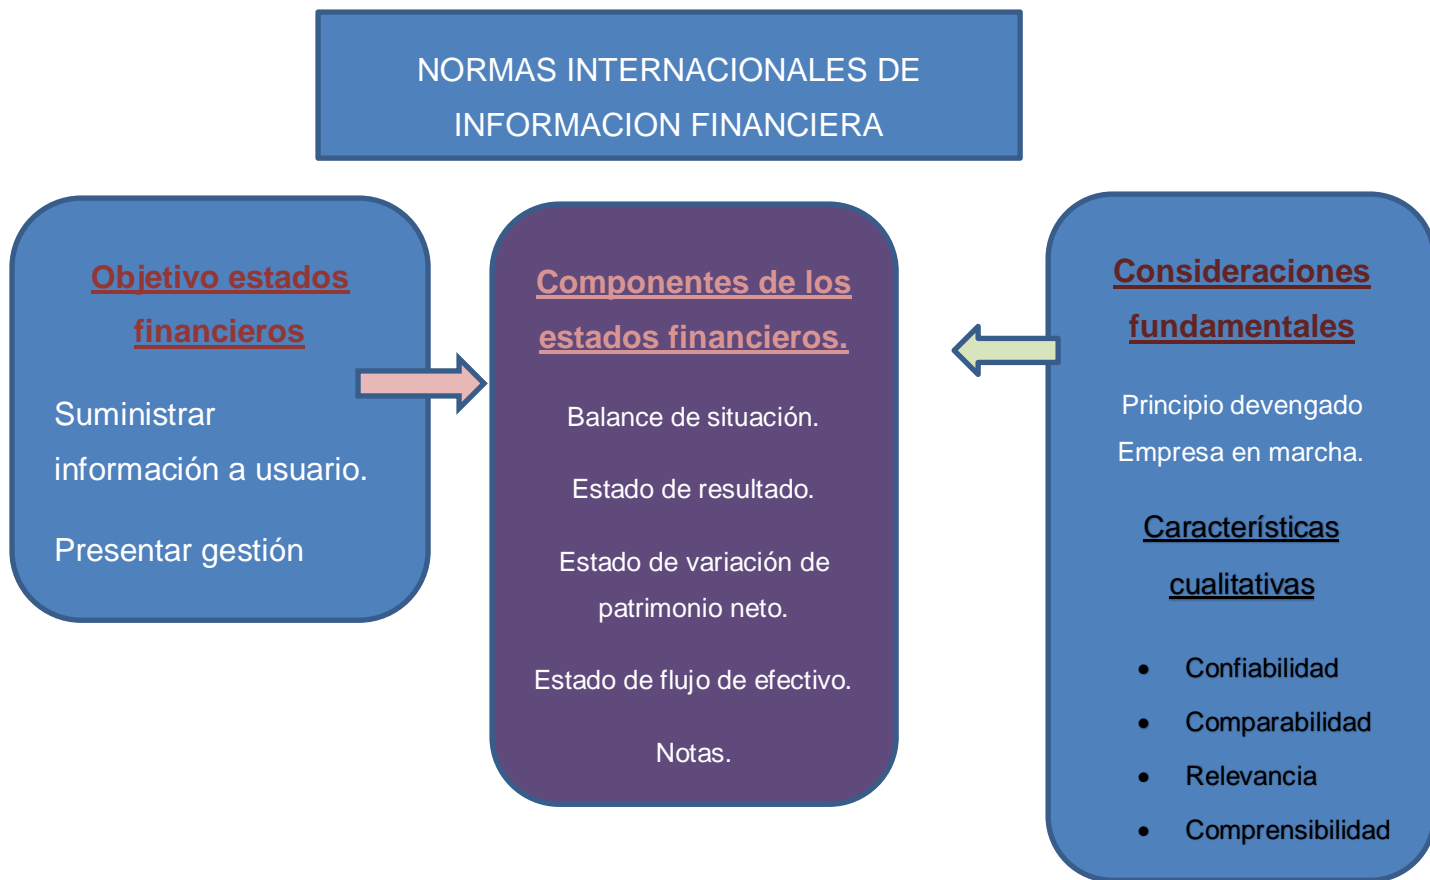 NORMAS INTERNACIONALES DE
INFORMACION FINANCIERA
Objetivo estados
financieros
Suministrar
información a usuario.
Presentar gestión
Componentes de los
estados financieros.
Balance de situación.
Estado de resultado.
Estado de variación de
patrimonio neto.
Estado de flujo de efectivo.
Notas.
Consideraciones
fundamentales
Principio devengado
Empresa en marcha.
Características
cualitativas
• Confiabilidad
• Comparabilidad
• Relevancia
• Comprensibilidad